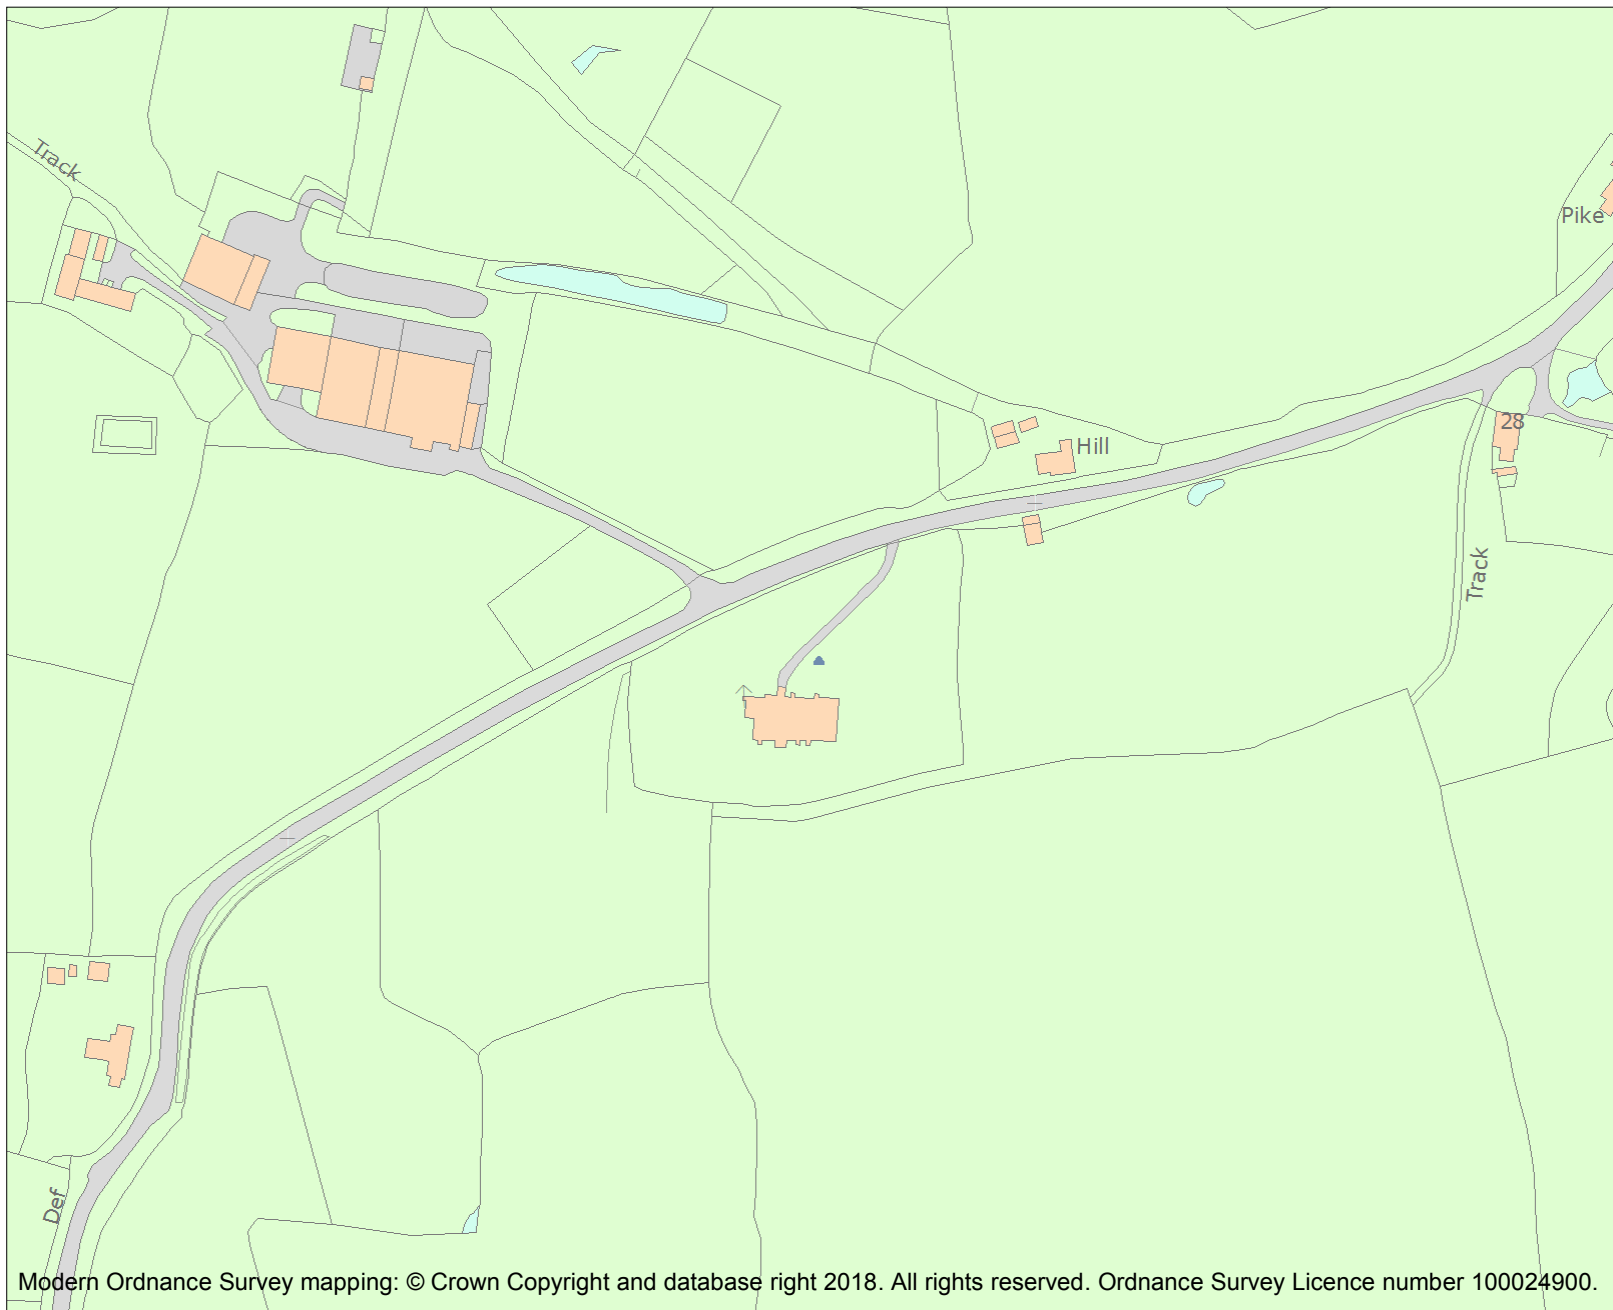 Track
Pike
28
Hill
Track
Def
Modern Ordnance Survey mapping: © Crown Copyright and database right 2018. All rights reserved. Ordnance Survey Licence number 100024900.